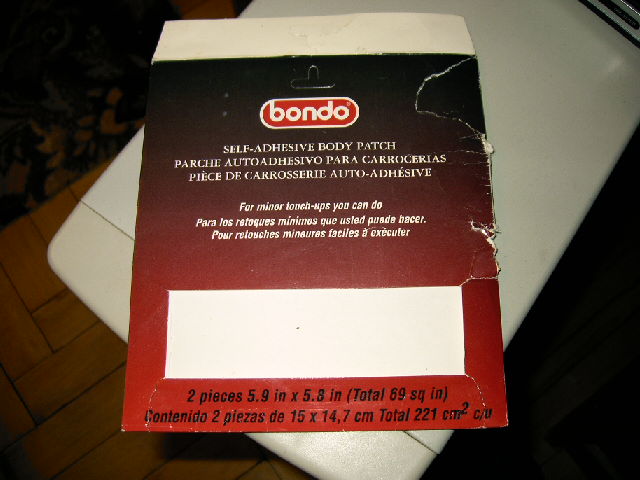 bondo®
SELF-ADHESIVE BODY PATCH
PARCHE AUTOADHESIVO PARA CARROCERIAS
PIÈCE DE CARROSSERIE AUTO-ADHÉSIVE
For minor touch-ups you can do
Para los retoques mínimos que usted puede hacer.
Pour retouches mineures faciles à exécuter
2 pieces 5.9 in x 5.8 in (Total 69 sq in)
Contenido 2 piezas de 15 x 14,7 cm Total 221 cm² c/u